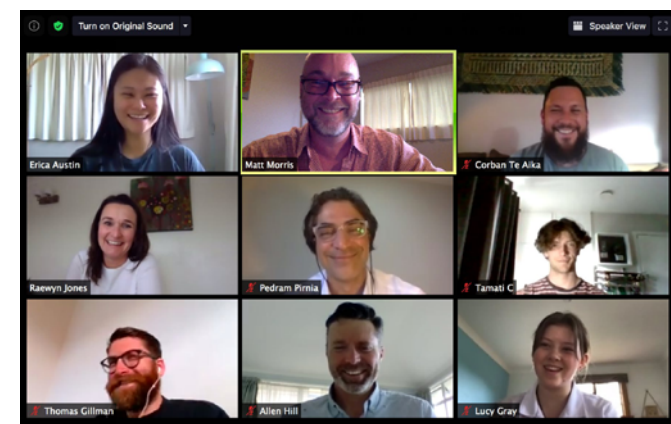 Turn on Original Sound
Speaker View
Erica Austin
Matt Morris
Corban Te Aika
Raewyn Jones
Pedram Pirnia
Tamati C
Thomas Gillman
Allen Hill
Lucy Gray